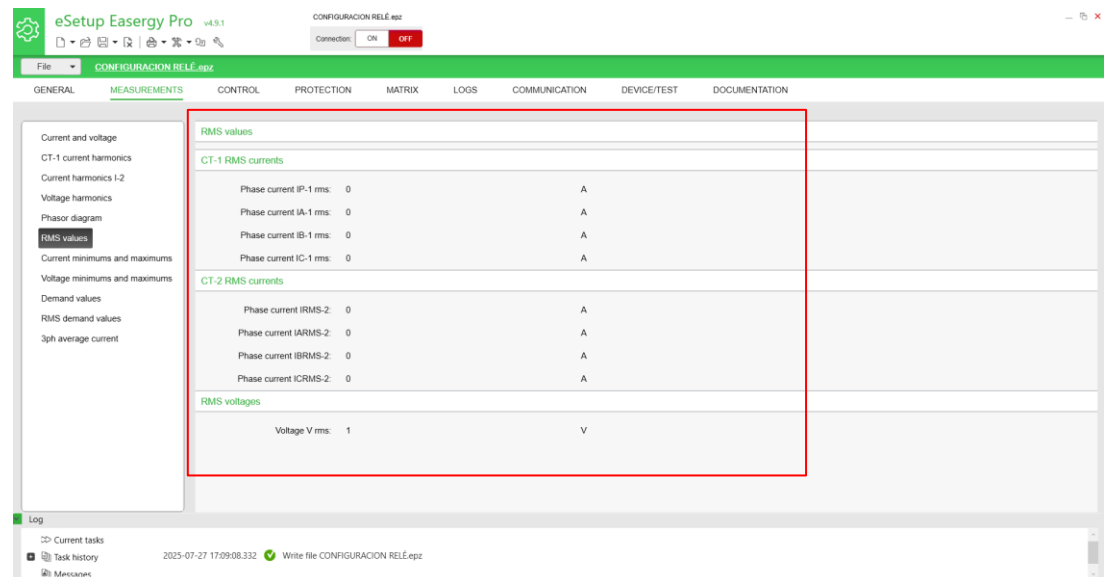 eSetup Easergy Pro v4.9.1
CONFIGURACION RELÉ.epz
Connection: ON OFF
File CONFIGURACION RELÉ.epz
GENERAL MEASUREMENTS CONTROL PROTECTION MATRIX LOGS COMMUNICATION DEVICE/TEST DOCUMENTATION
Current and voltage
CT-1 current harmonics
Current harmonics I-2
Voltage harmonics
Phasor diagram
RMS values
Current minimums and maximums
Voltage minimums and maximums
Demand values
RMS demand values
3ph average current
RMS values
CT-1 RMS currents
Phase current IP-1 rms: 0 A
Phase current IA-1 rms: 0 A
Phase current IB-1 rms: 0 A
Phase current IC-1 rms: 0 A
CT-2 RMS currents
Phase current IRMS-2: 0 A
Phase current IARMS-2: 0 A
Phase current IBRMS-2: 0 A
Phase current ICRMS-2: 0 A
RMS voltages
Voltage V rms: 1 V
Log
Current tasks
Task history 2025-07-27 17:09:08.332 Write file CONFIGURACION RELÉ.epz
Messages